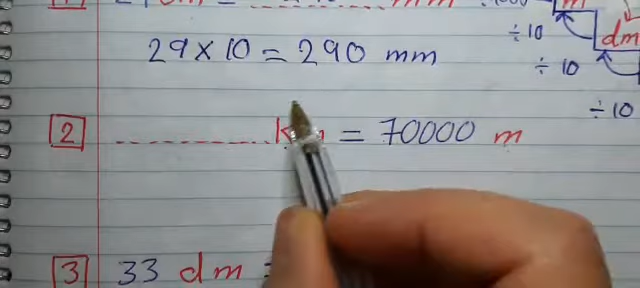 ÷10
29 × 10 = 290 mm
dm
÷ 10
÷ 10
2 ............ km = 70000 m
3 33 dm =